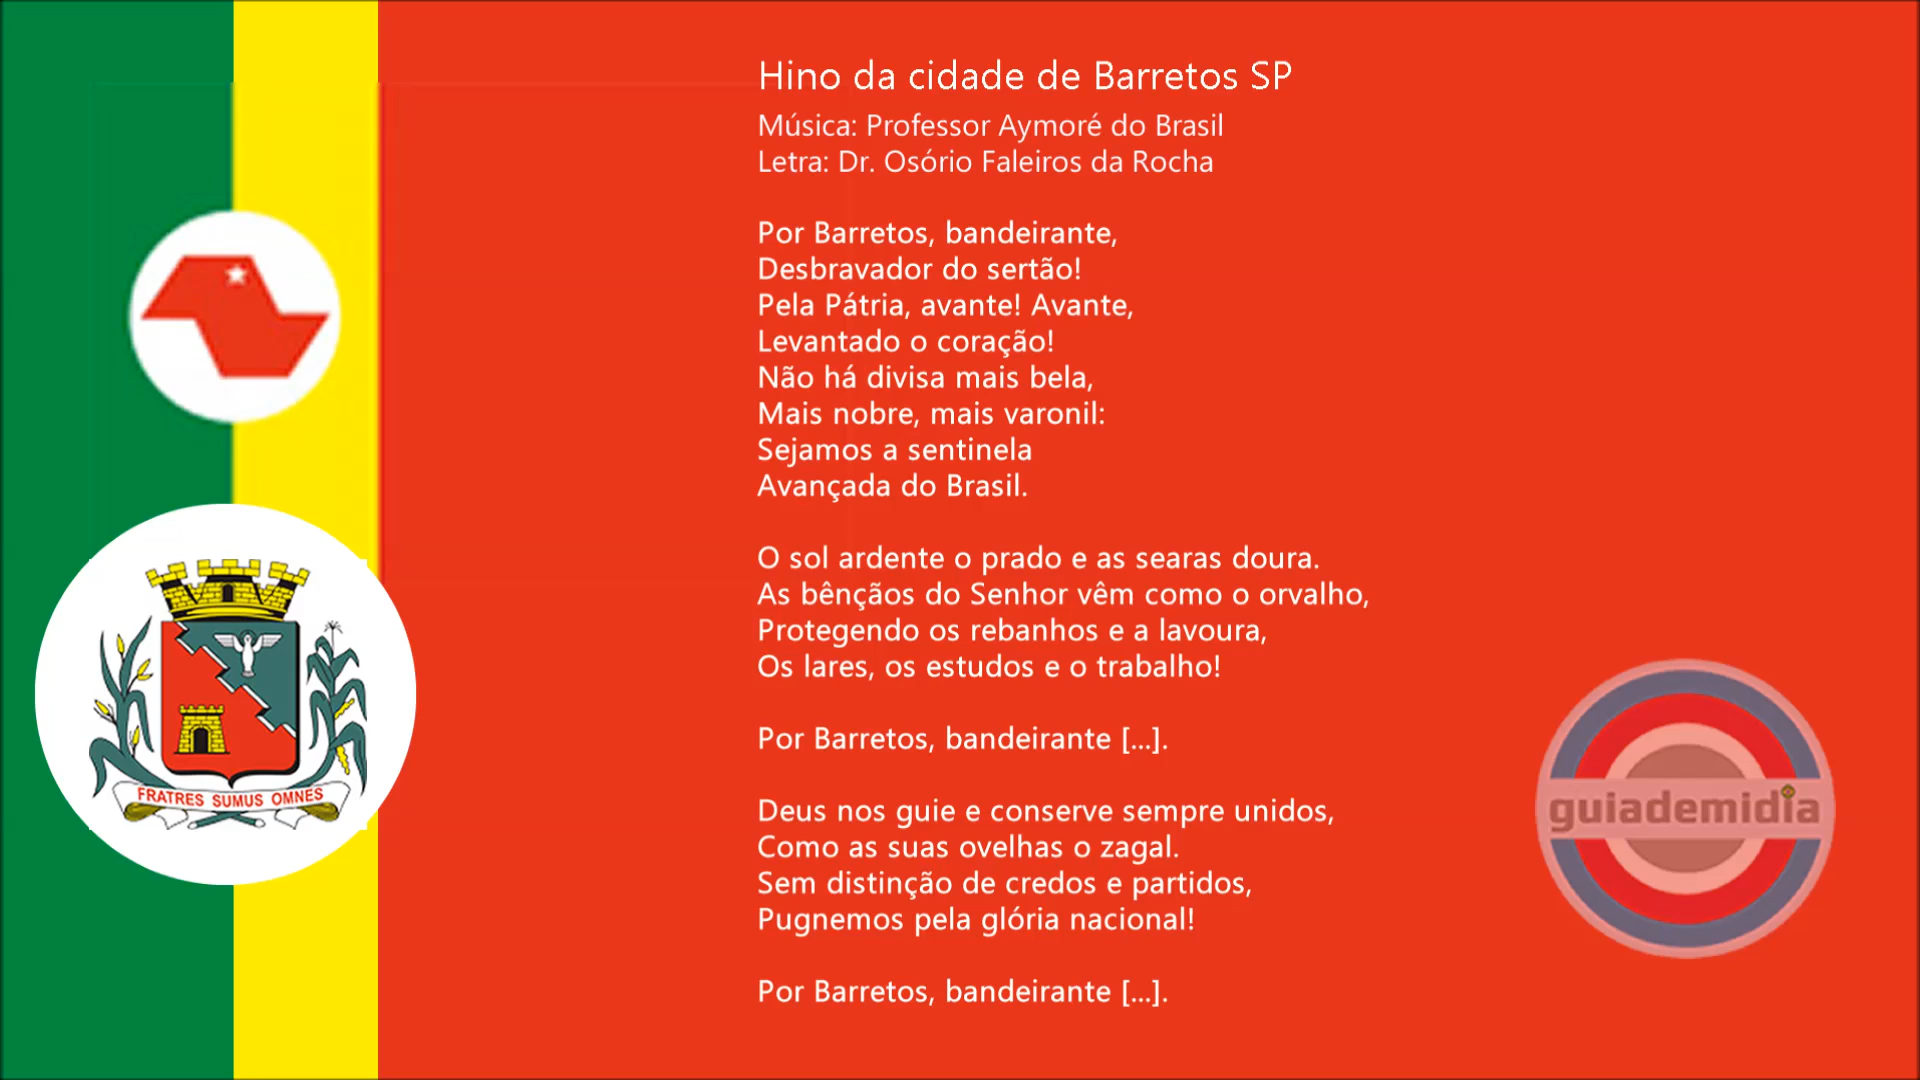 Hino da cidade de Barretos SP
Música: Professor Aymoré do Brasil
Letra: Dr. Osório Faleiros da Rocha
Por Barretos, bandeirante,
Desbravador do sertão!
Pela Pátria, avante! Avante,
Levantado o coração!
Não há divisa mais bela,
Mais nobre, mais varonil:
Sejamos a sentinela
Avançada do Brasil.
O sol ardente o prado e as searas doura.
As bênçãos do Senhor vêm como o orvalho,
Protegendo os rebanhos e a lavoura,
Os lares, os estudos e o trabalho!
Por Barretos, bandeirante [...].
Deus nos guie e conserve sempre unidos,
Como as suas ovelhas o zagal.
Sem distinção de credos e partidos,
Pugnemos pela glória nacional!
Por Barretos, bandeirante [...].
FRATRES SUMUS OMNES
guiademidia